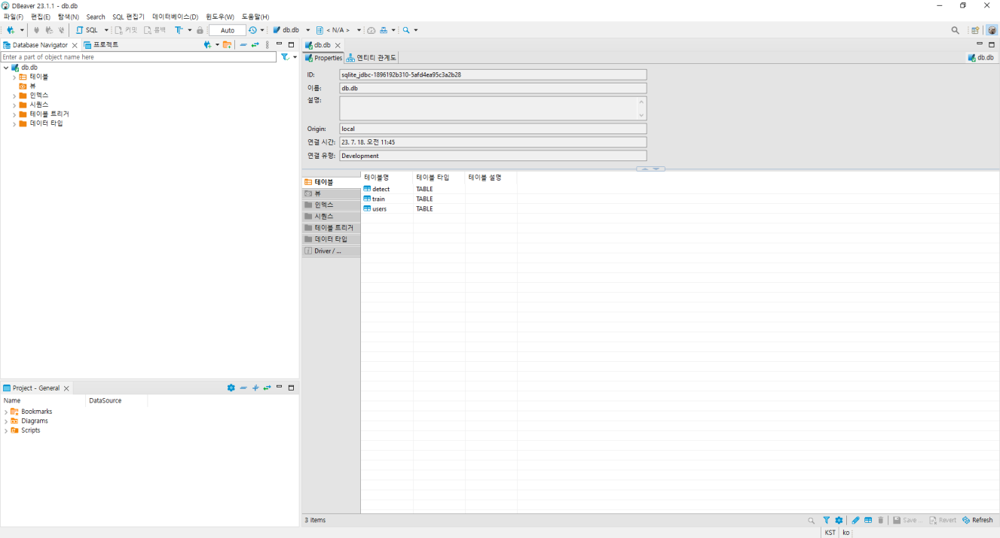 DBeaver 23.1.1 - db.db
파일(F) 편집(E) 탐색(N) Search SQL 편집기 데이터베이스(D) 윈도우(W) 도움말(H)
SQL 커밋 롤백 Auto db.db < N/A >
Database Navigator 프로젝트
Enter a part of object name here
db.db
테이블
뷰
인덱스
시퀀스
테이블 트리거
데이터 타입
Project - General
Name DataSource
Bookmarks
Diagrams
Scripts
db.db
Properties 엔티티 관계도 db.db
ID: sqlite_jdbc-1896192b310-5afd4ea95c3a2b28
이름: db.db
설명:
Origin: local
연결 시간: 23. 7. 18. 오전 11:45
연결 유형: Development
테이블
뷰
인덱스
시퀀스
테이블 트리거
데이터 타입
Driver / ...
테이블명 테이블 타입 테이블 설명
detect TABLE
train TABLE
users TABLE
3 items Save ... Revert Refresh
KST ko